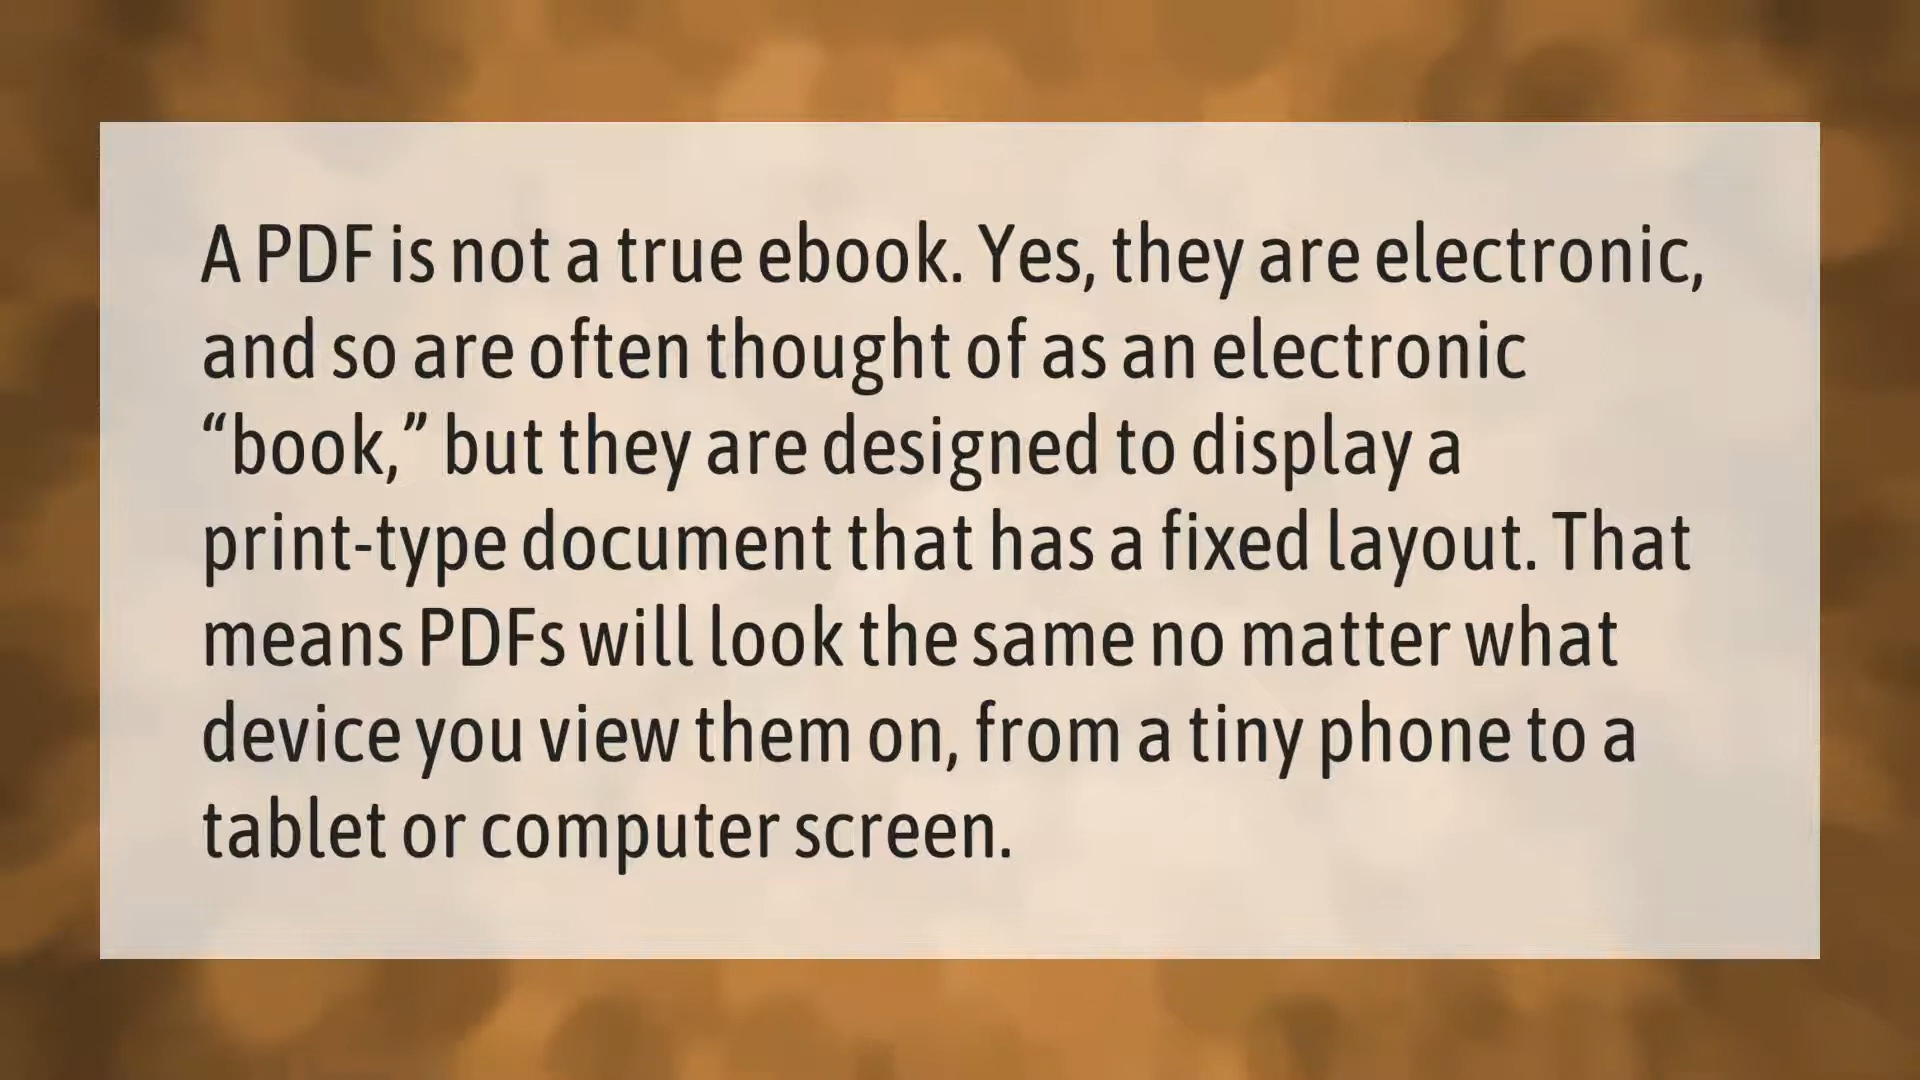 A PDF is not a true ebook. Yes, they are electronic,
and so are often thought of as an electronic
“book,” but they are designed to display a
print-type document that has a fixed layout. That
means PDFs will look the same no matter what
device you view them on, from a tiny phone to a
tablet or computer screen.